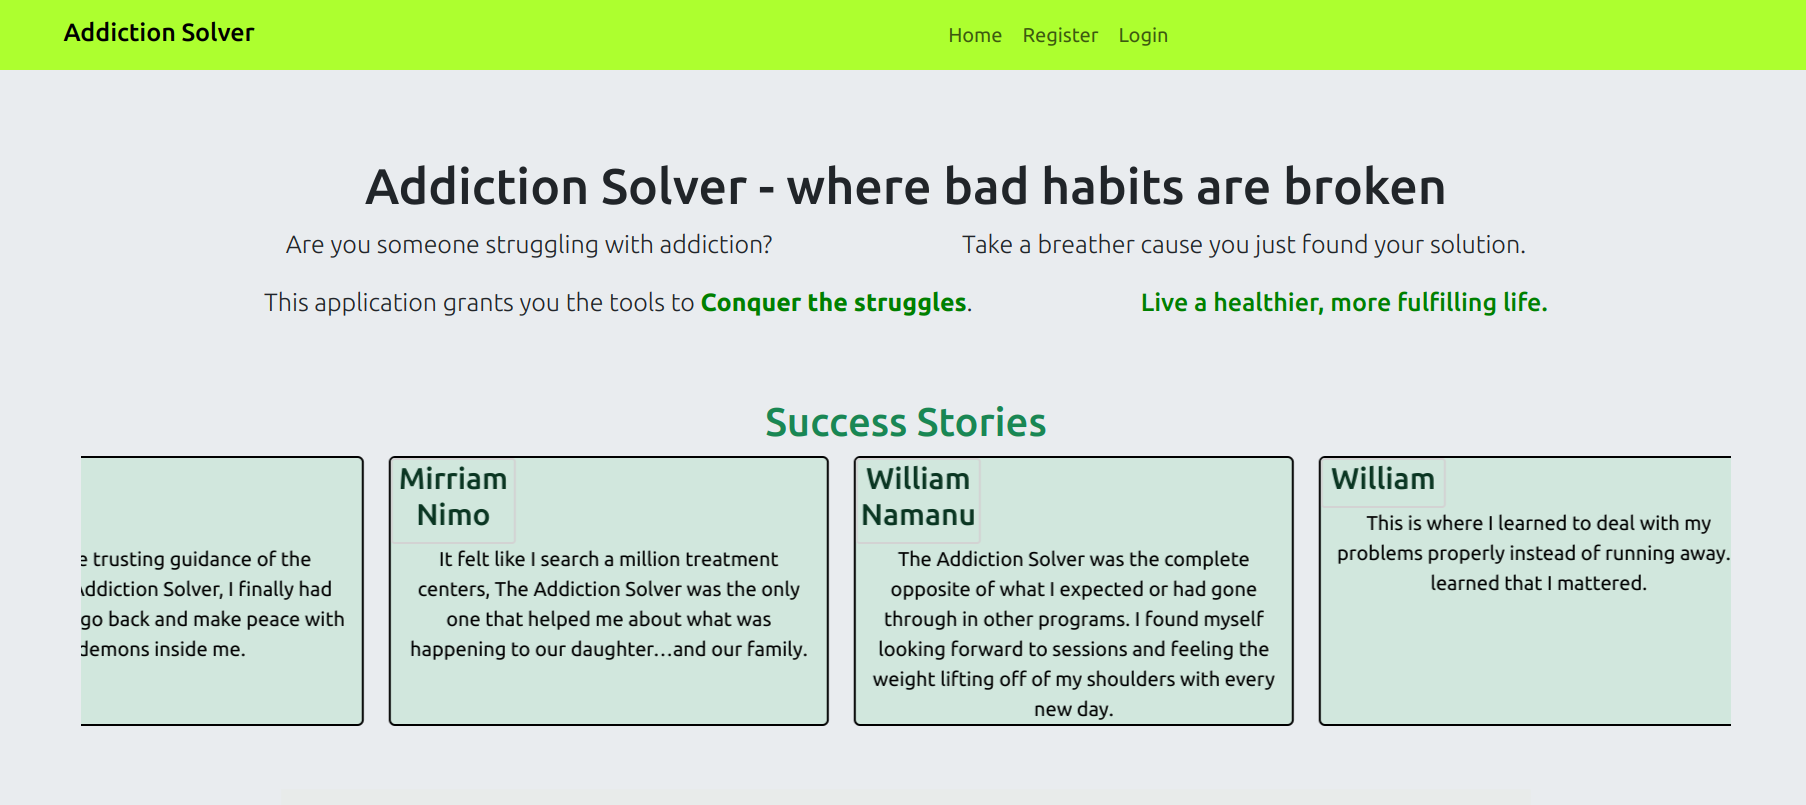 Addiction Solver
Home Register Login
Addiction Solver - where bad habits are broken
Are you someone struggling with addiction?
Take a breather cause you just found your solution.
This application grants you the tools to Conquer the struggles.
Live a healthier, more fulfilling life.
Success Stories
trusting guidance of the
Addiction Solver, I finally had
go back and make peace with
demons inside me.
Mirriam
Nimo
It felt like I search a million treatment
centers, The Addiction Solver was the only
one that helped me about what was
happening to our daughter...and our family.
William
Namanu
The Addiction Solver was the complete
opposite of what I expected or had gone
through in other programs. I found myself
looking forward to sessions and feeling the
weight lifting off of my shoulders with every
new day.
William
This is where I learned to deal with my
problems properly instead of running away.
learned that I mattered.